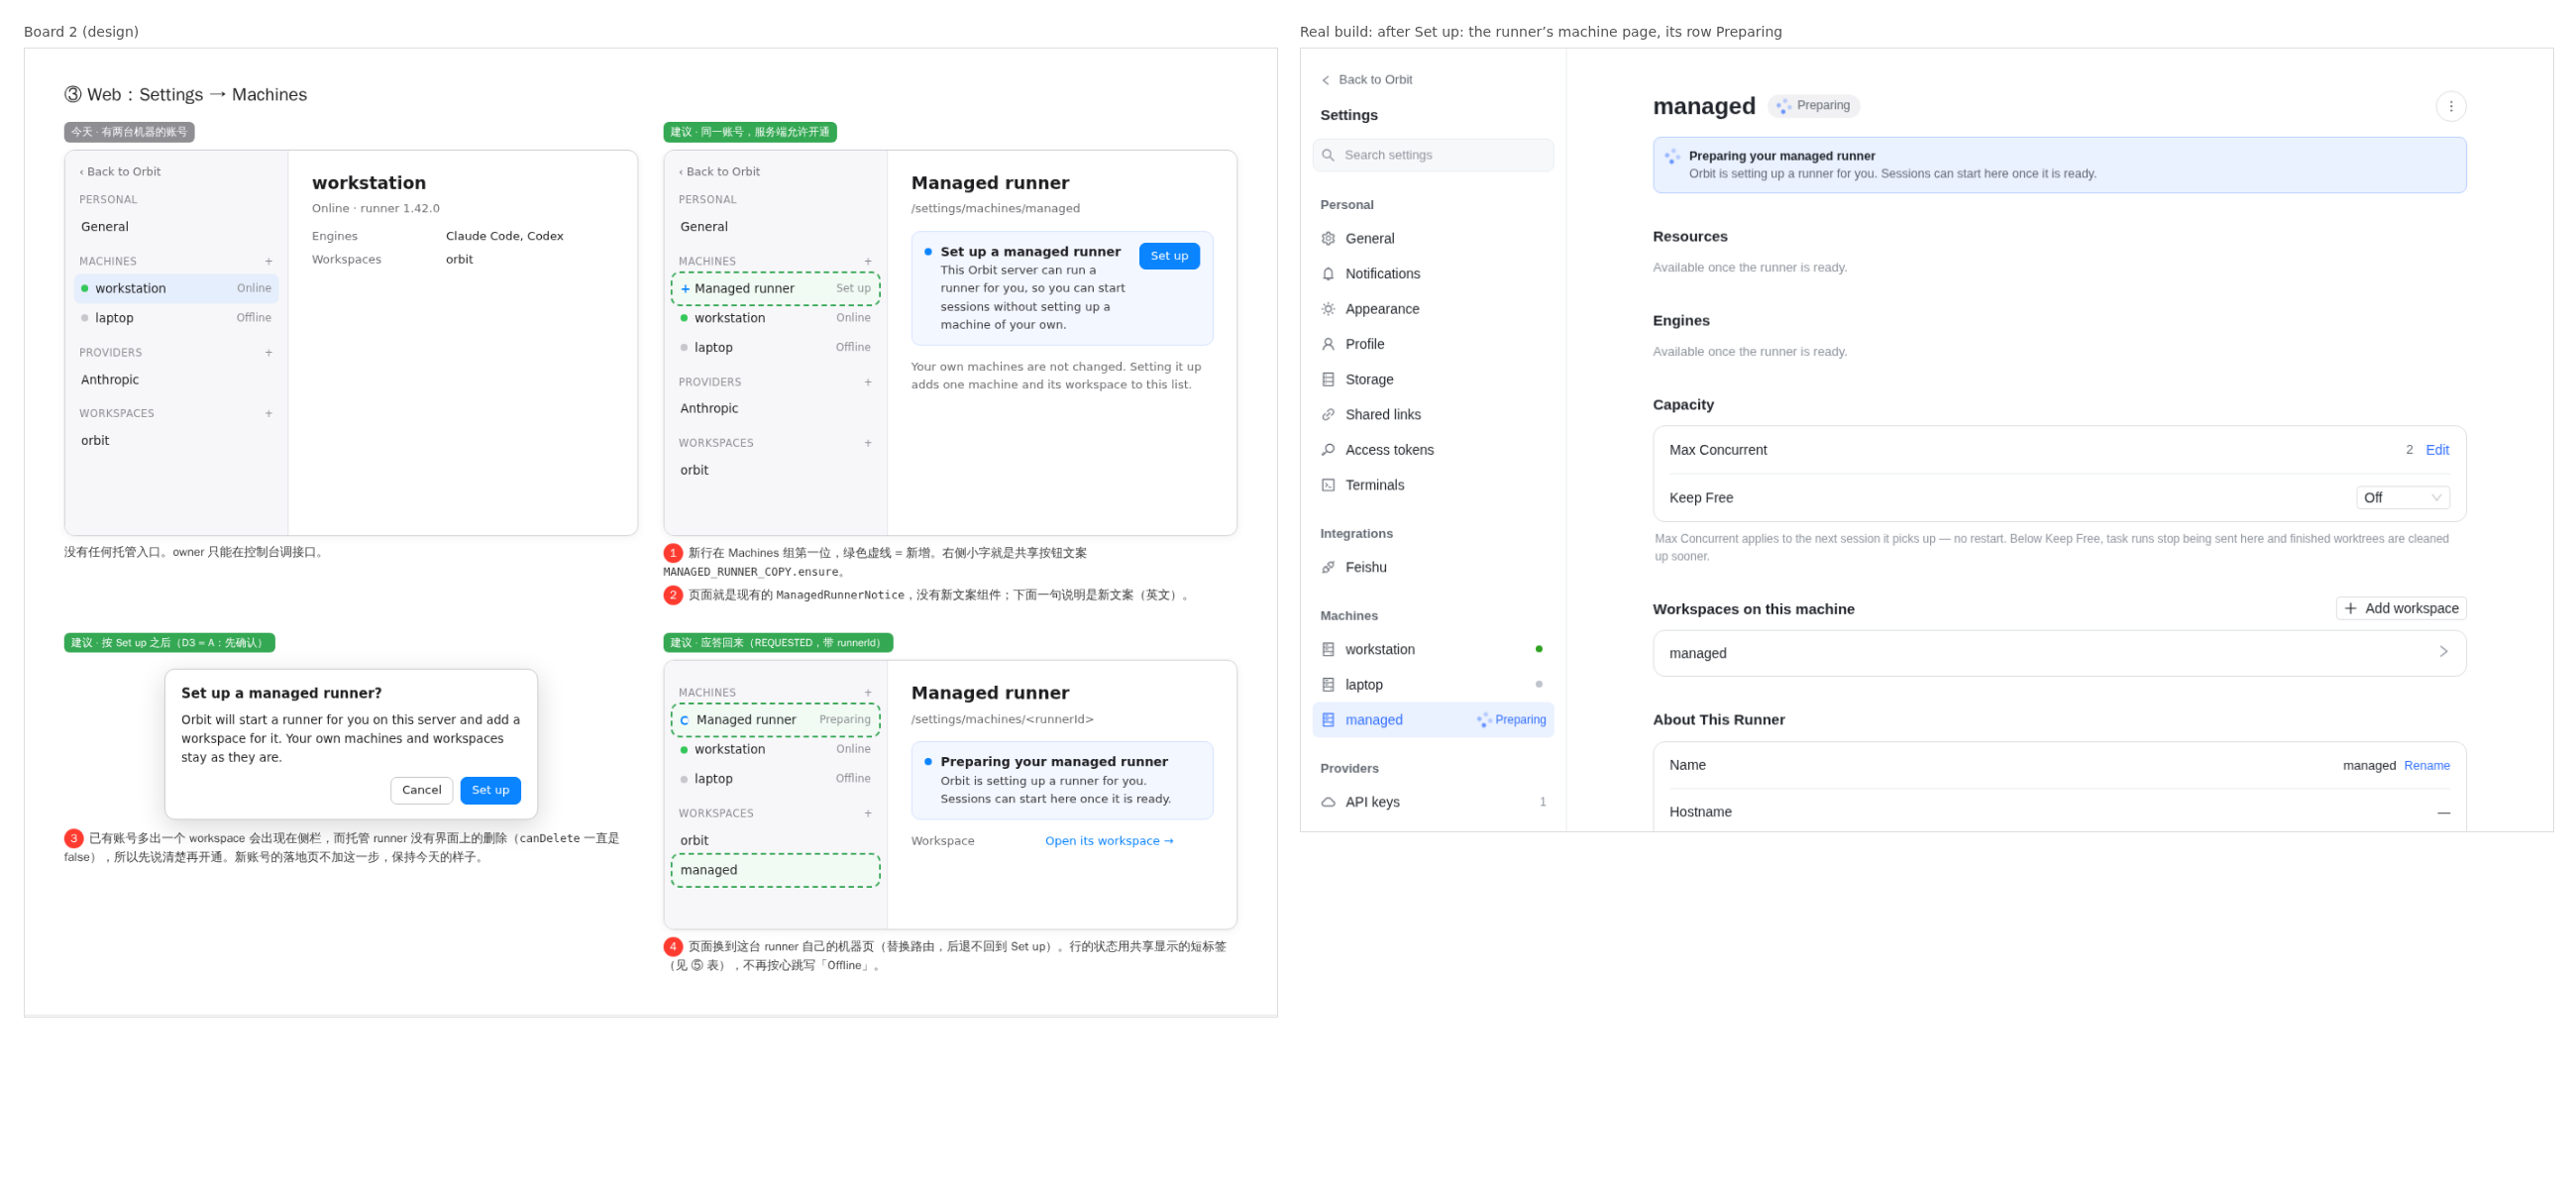 Board 2 (design)
③ Web：Settings → Machines
今天 · 有两台机器的账号
‹ Back to Orbit
PERSONAL
General
MACHINES +
workstation Online
laptop Offline
PROVIDERS +
Anthropic
WORKSPACES +
orbit
workstation
Online · runner 1.42.0
Engines Claude Code, Codex
Workspaces orbit
没有任何托管入口。owner 只能在控制台调接口。
建议 · 同一账号，服务端允许开通
‹ Back to Orbit
PERSONAL
General
MACHINES +
+ Managed runner Set up
workstation Online
laptop Offline
PROVIDERS +
Anthropic
WORKSPACES +
orbit
Managed runner
/settings/machines/managed
Set up a managed runner
This Orbit server can run a
runner for you, so you can start
sessions without setting up a
machine of your own.
Set up
Your own machines are not changed. Setting it up
adds one machine and its workspace to this list.
1 新行在 Machines 组第一位，绿色虚线 = 新增。右侧小字就是共享按钮文案
MANAGED_RUNNER_COPY.ensure。
2 页面就是现有的 ManagedRunnerNotice，没有新文案组件；下面一句说明是新文案（英文）。
建议 · 按 Set up 之后（D3 = A：先确认）
Set up a managed runner?
Orbit will start a runner for you on this server and add a
workspace for it. Your own machines and workspaces
stay as they are.
Cancel Set up
3 已有账号多出一个 workspace 会出现在侧栏，而托管 runner 没有界面上的删除（canDelete 一直是
false），所以先说清楚再开通。新账号的落地页不加这一步，保持今天的样子。
建议 · 应答回来（REQUESTED，带 runnerId）
MACHINES +
Managed runner Preparing
workstation Online
laptop Offline
WORKSPACES +
orbit
managed
Managed runner
/settings/machines/<runnerId>
Preparing your managed runner
Orbit is setting up a runner for you.
Sessions can start here once it is ready.
Workspace Open its workspace →
4 页面换到这台 runner 自己的机器页（替换路由，后退不回到 Set up）。行的状态用共享显示的短标签
（见 ⑤ 表），不再按心跳写「Offline」。
Real build: after Set up: the runner’s machine page, its row Preparing
Back to Orbit
Settings
Search settings
Personal
General
Notifications
Appearance
Profile
Storage
Shared links
Access tokens
Terminals
Integrations
Feishu
Machines
workstation
laptop
managed Preparing
Providers
API keys 1
managed Preparing
Preparing your managed runner
Orbit is setting up a runner for you. Sessions can start here once it is ready.
Resources
Available once the runner is ready.
Engines
Available once the runner is ready.
Capacity
Max Concurrent 2 Edit
Keep Free Off
Max Concurrent applies to the next session it picks up — no restart. Below Keep Free, task runs stop being sent here and finished worktrees are cleaned
up sooner.
Workspaces on this machine + Add workspace
managed
About This Runner
Name managed Rename
Hostname —